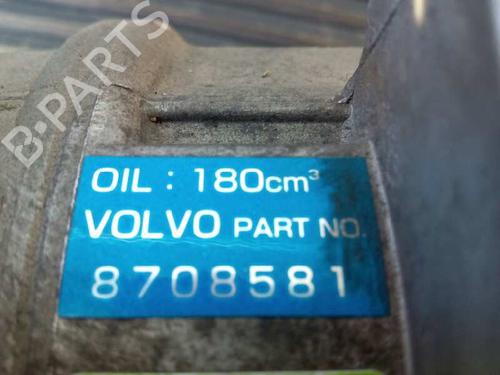 B-PARTS
OIL : 180cm³
VOLVO PART NO.
8708581